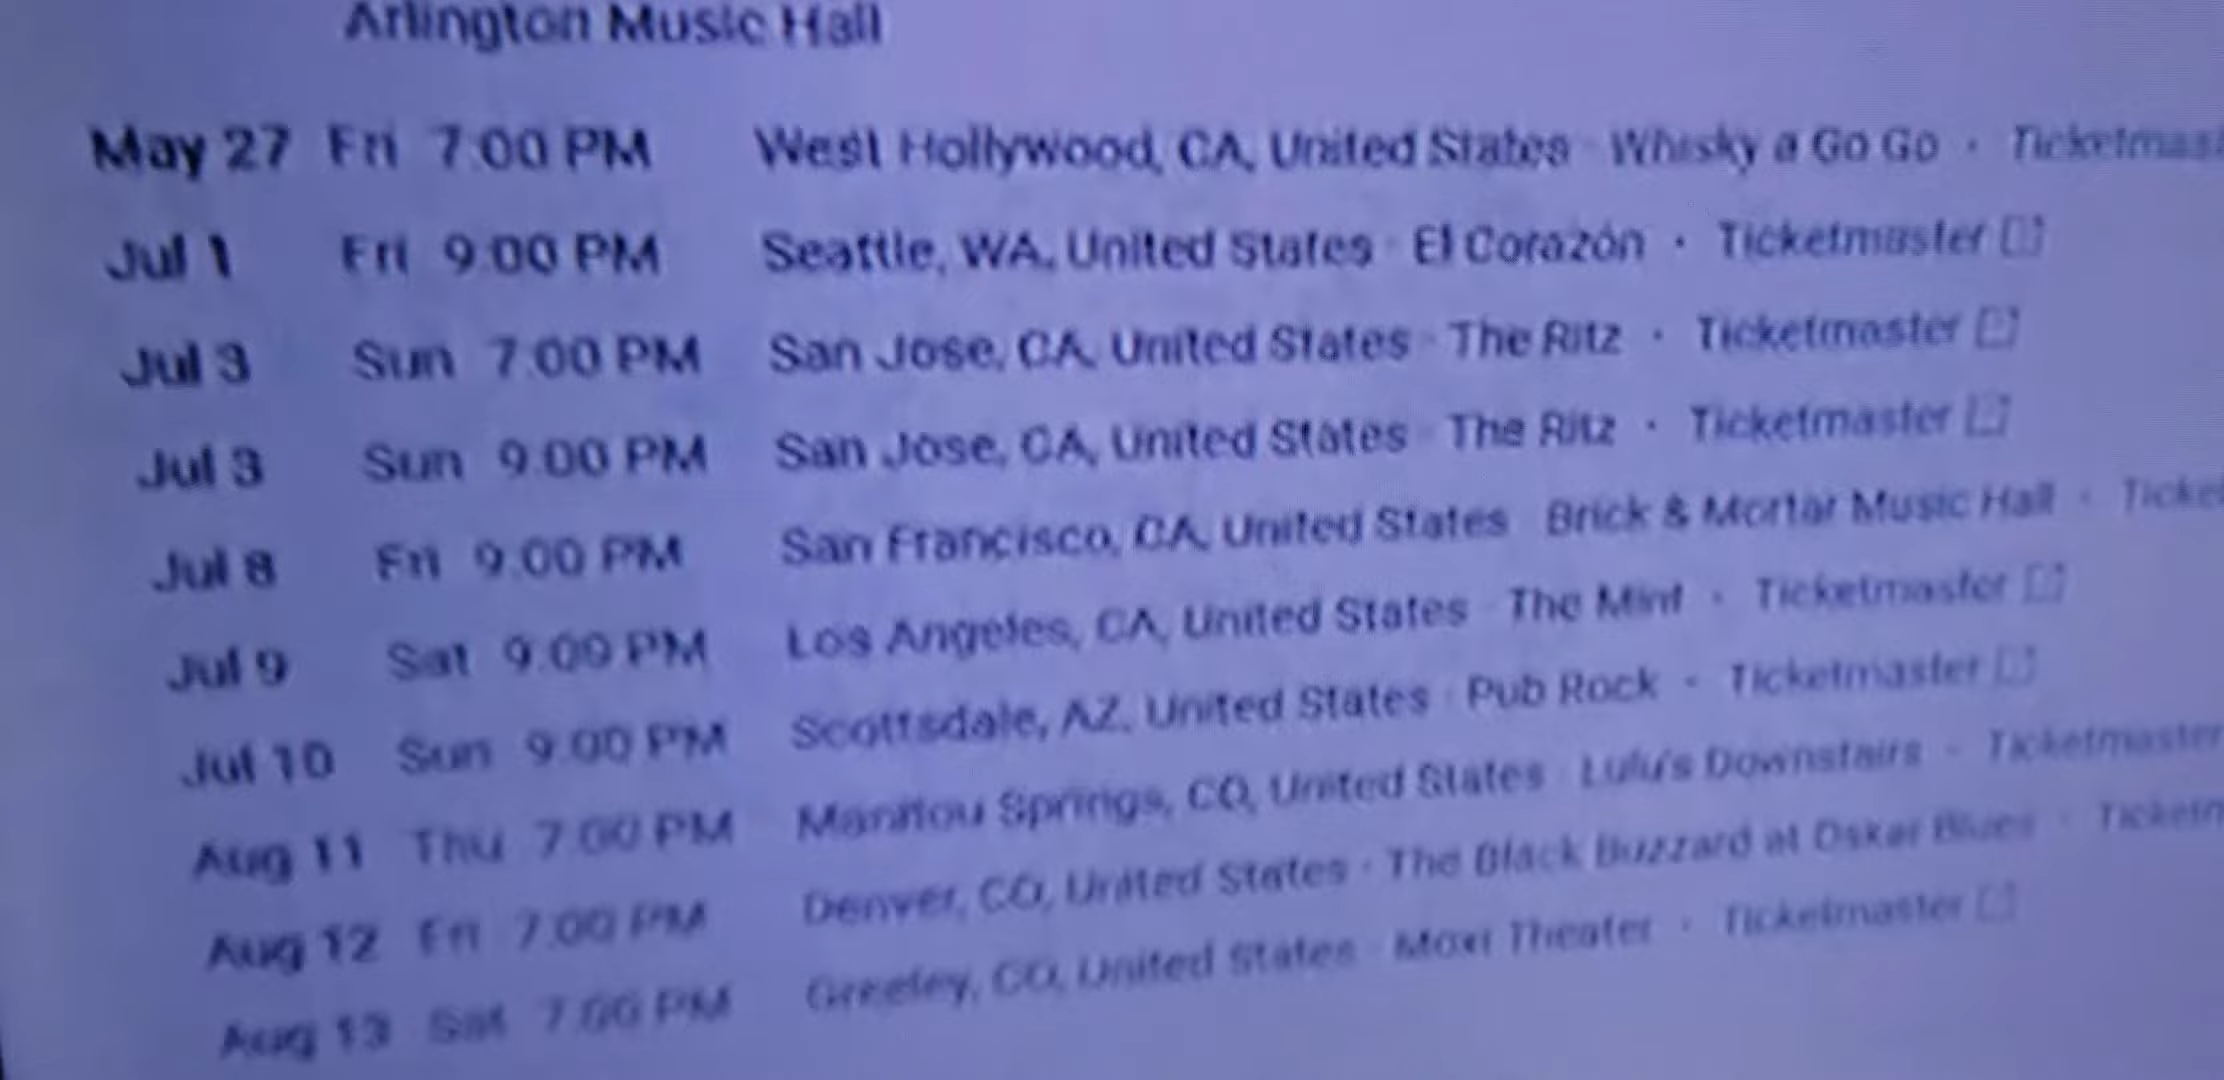 Arlington Music Hall
May 27 Fri 7:00 PM West Hollywood, CA, United States · Whisky a Go Go · Ticketmast
Jul 1 Fri 9:00 PM Seattle, WA, United States · El Corazón · Ticketmaster
Jul 3 Sun 7:00 PM San Jose, CA, United States · The Ritz · Ticketmaster
Jul 3 Sun 9:00 PM San Jose, CA, United States · The Ritz · Ticketmaster
Jul 8 Fri 9:00 PM San Francisco, CA, United States · Brick & Mortar Music Hall · Ticket
Jul 9 Sat 9:00 PM Los Angeles, CA, United States · The Mint · Ticketmaster
Jul 10 Sun 9:00 PM Scottsdale, AZ, United States · Pub Rock · Ticketmaster
Aug 11 Thu 7:00 PM Manitou Springs, CO, United States · Lulu's Downstairs · Ticketmaster
Aug 12 Fri 7:00 PM Denver, CO, United States · The Black Buzzard at Oskar Blues · Ticketm
Aug 13 Sat 7:00 PM Greeley, CO, United States · Moxi Theater · Ticketmaster